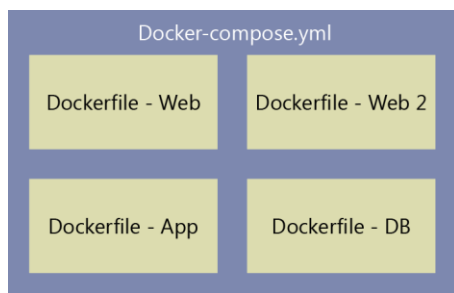 Docker-compose.yml
Dockerfile - Web
Dockerfile - Web 2
Dockerfile - App
Dockerfile - DB